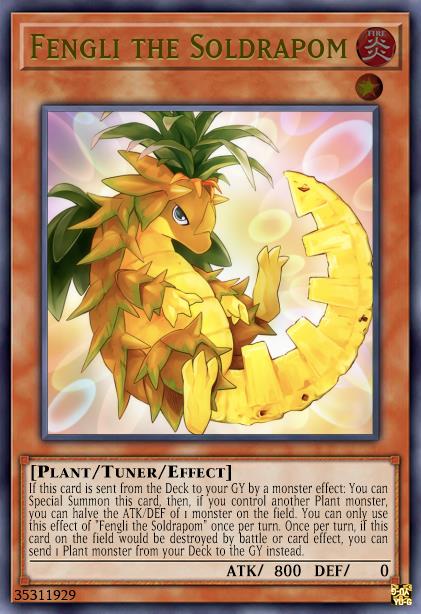 Fengli the Soldrapom
FIRE
炎
[Plant/Tuner/Effect]
If this card is sent from the Deck to your GY by a monster effect: You can
Special Summon this card, then, if you control another Plant monster,
you can halve the ATK/DEF of 1 monster on the field. You can only use
this effect of "Fengli the Soldrapom" once per turn. Once per turn, if this
card on the field would be destroyed by battle or card effect, you can
send 1 Plant monster from your Deck to the GY instead.
ATK/ 800 DEF/ 0
35311929